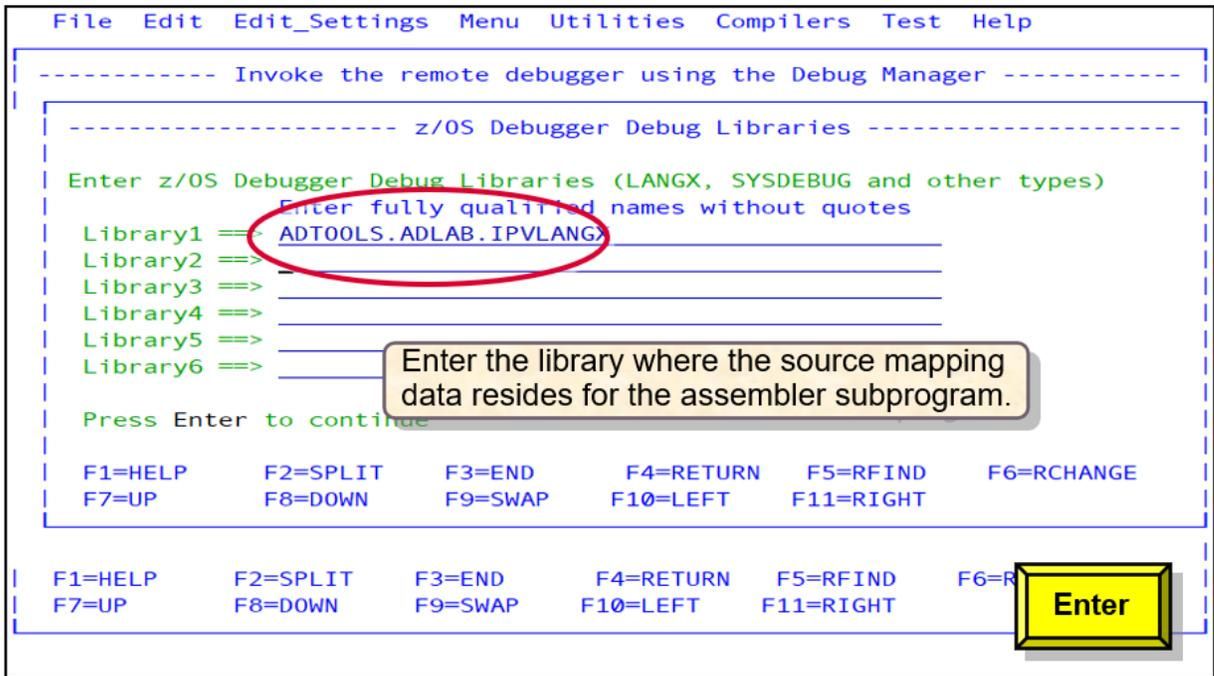 File Edit Edit_Settings Menu Utilities Compilers Test Help
------------ Invoke the remote debugger using the Debug Manager ------------
---------------------- z/OS Debugger Debug Libraries ---------------------
Enter z/OS Debugger Debug Libraries (LANGX, SYSDEBUG and other types)
Enter fully qualified names without quotes
Library1 ==> ADTOOLS.ADLAB.IPVLANGX
Library2 ==>
Library3 ==>
Library4 ==>
Library5 ==>
Library6 ==>
Enter the library where the source mapping
data resides for the assembler subprogram.
Press Enter to continue
F1=HELP F2=SPLIT F3=END F4=RETURN F5=RFIND F6=RCHANGE
F7=UP F8=DOWN F9=SWAP F10=LEFT F11=RIGHT
F1=HELP F2=SPLIT F3=END F4=RETURN F5=RFIND F6=R
F7=UP F8=DOWN F9=SWAP F10=LEFT F11=RIGHT
Enter